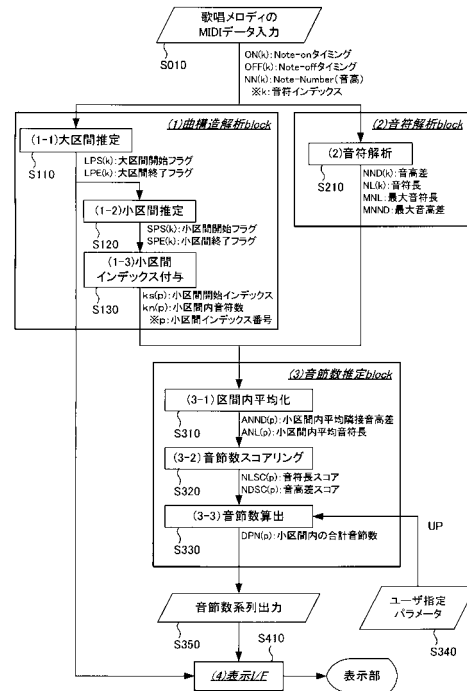 歌唱メロディの
MIDIデータ入力
S010
ON(k):Note-onタイミング
OFF(k):Note-offタイミング
NN(k):Note-Number(音高)
※k:音符インデックス
(1)曲構造解析block
(1-1)大区間推定
S110
LPS(k):大区間開始フラグ
LPE(k):大区間終了フラグ
(1-2)小区間推定
S120
SPS(k):小区間開始フラグ
SPE(k):小区間終了フラグ
(1-3)小区間
インデックス付与
S130
ks(p):小区間開始インデックス
kn(p):小区間内音符数
※p:小区間インデックス番号
(2)音符解析block
(2)音符解析
S210
NND(k):音高差
NL(k):音符長
MNL:最大音符長
MNND:最大音高差
(3)音節数推定block
(3-1)区間内平均化
S310
ANND(p):小区間内平均隣接音高差
ANL(p):小区間内平均音符長
(3-2)音節数スコアリング
S320
NLSC(p):音符長スコア
NDSC(p):音高差スコア
(3-3)音節数算出
S330
DPN(p):小区間内の合計音節数
UP
ユーザ指定
パラメータ
S340
音節数系列出力
S350
S410
(4)表示I/F
表示部